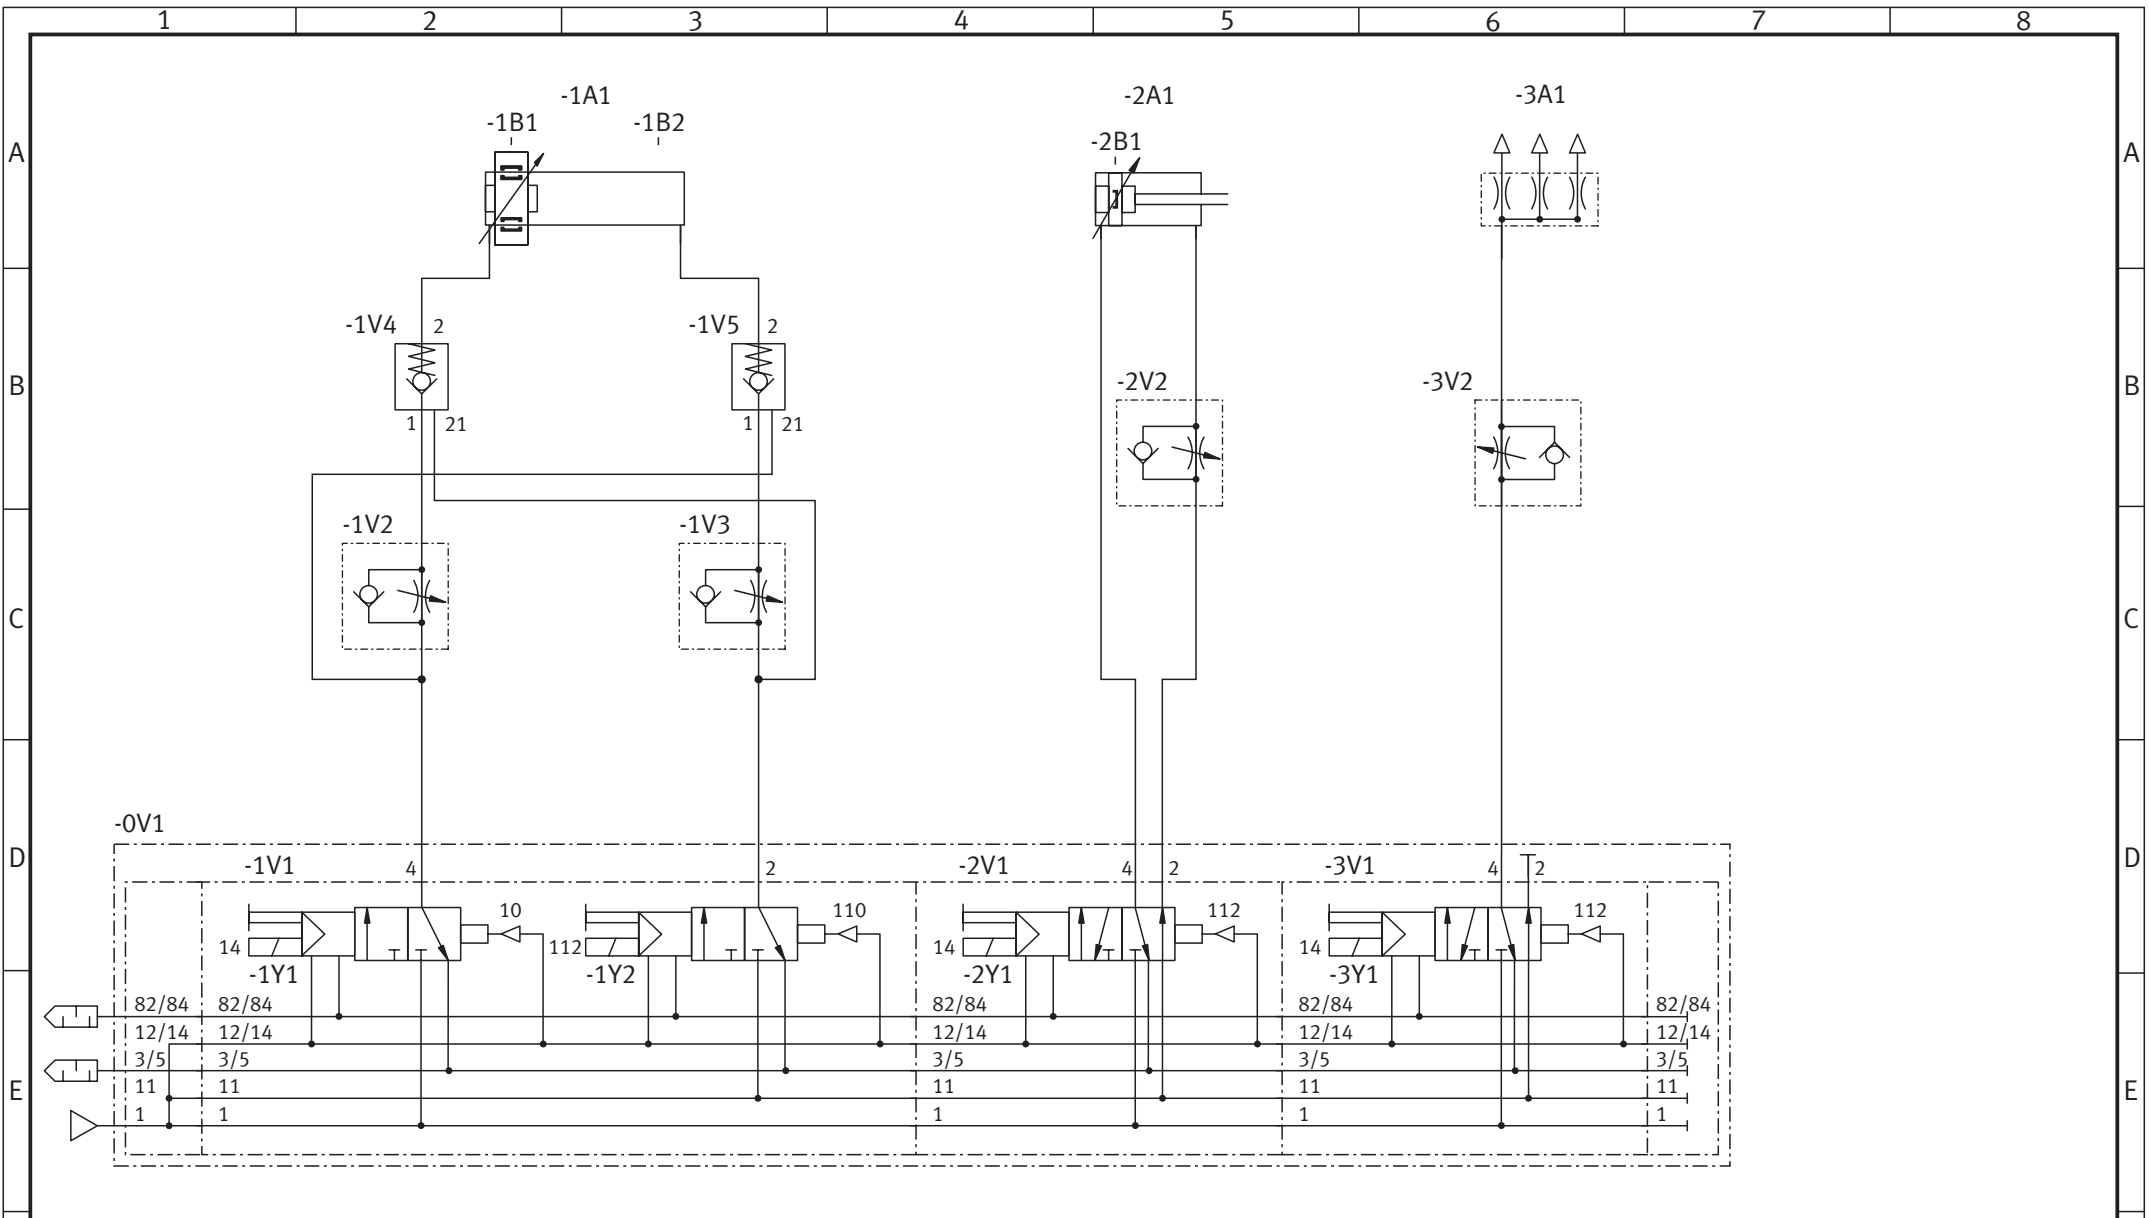 1 2 3 4 5 6 7 8
-1A1 -2A1 -3A1
-1B1 -1B2
-2B1
A A
-1V4 2 -1V5 2
B -2V2 -3V2 B
1 21 1 21
-1V2 -1V3
C C
-0V1
D -1V1 4 2 -2V1 4 2 -3V1 4 2 D
10 110 112 112
14 112 14 14
-1Y1 -1Y2 -2Y1 -3Y1
82/84 82/84 82/84 82/84 82/84
12/14 12/14 12/14 12/14 12/14
3/5 3/5 3/5 3/5 3/5
E 11 11 11 11 11 E
1 1 1 1 1